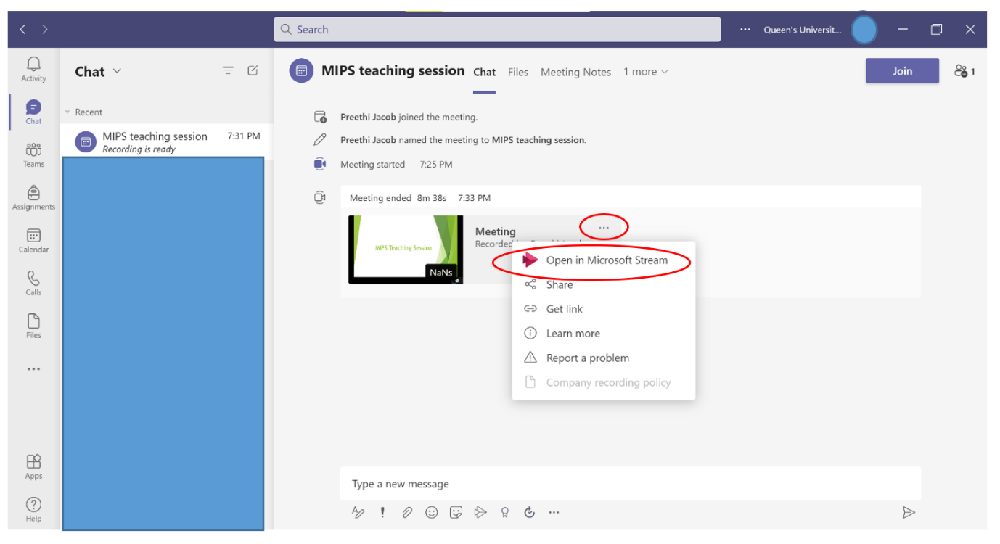 Search
Queen's Universit...
Activity
Chat
Teams
Assignments
Calendar
Calls
Files
Apps
Help
Chat
Recent
MIPS teaching session 7:31 PM
Recording is ready
MIPS teaching session Chat Files Meeting Notes 1 more
Join
1
Preethi Jacob joined the meeting.
Preethi Jacob named the meeting to MIPS teaching session.
Meeting started 7:25 PM
Meeting ended 8m 38s 7:33 PM
MIPS Teaching Session
NaNs
Meeting
Recorded
Open in Microsoft Stream
Share
Get link
Learn more
Report a problem
Company recording policy
Type a new message